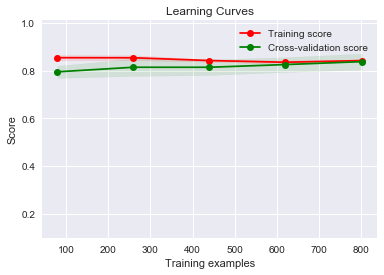 Learning Curves
1.0
0.8
0.6
0.4
0.2
Score
Training score
Cross-validation score
100 200 300 400 500 600 700 800
Training examples